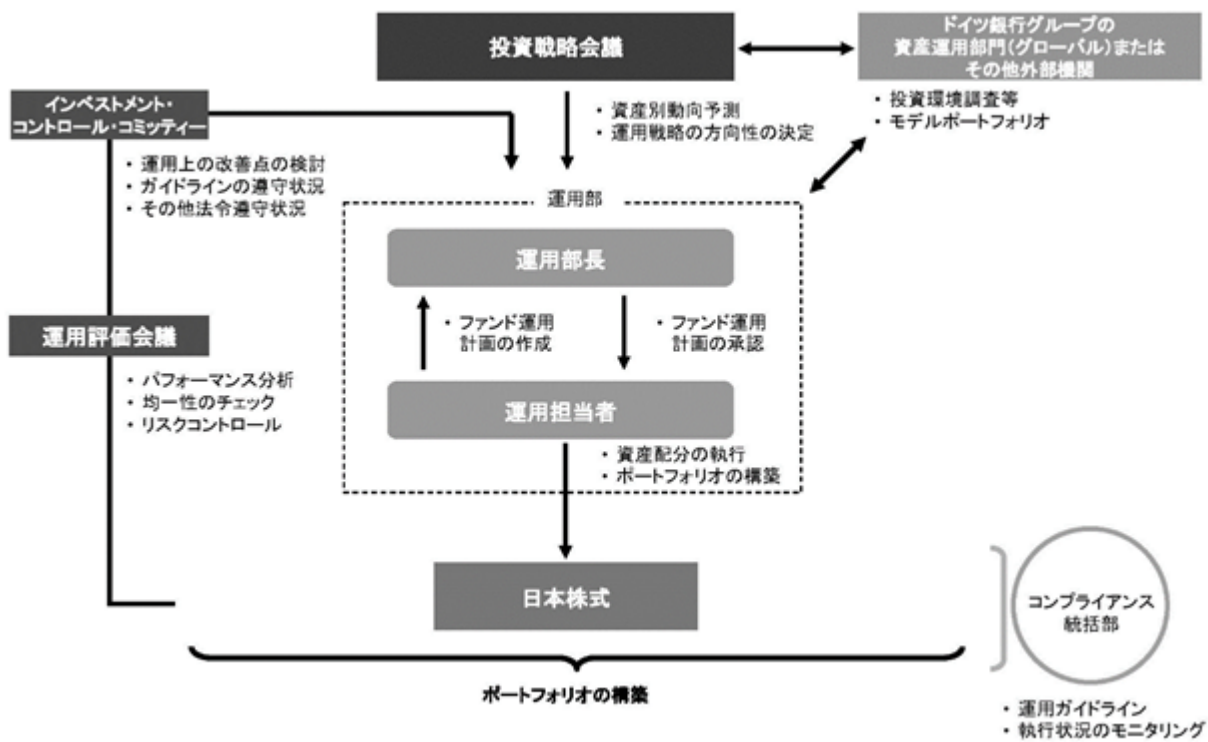 投資戦略会議
ドイツ銀行グループの
資産運用部門(グローバル)または
その他外部機関
・投資環境調査等
・モデルポートフォリオ
・資産別動向予測
・運用戦略の方向性の決定
インベストメント・
コントロール・コミッティー
・運用上の改善点の検討
・ガイドラインの遵守状況
・その他法令遵守状況
運用部
運用部長
・ファンド運用
計画の作成
・ファンド運用
計画の承認
運用評価会議
・パフォーマンス分析
・均一性のチェック
・リスクコントロール
運用担当者
・資産配分の執行
・ポートフォリオの構築
日本株式
コンプライアンス
統括部
ポートフォリオの構築
・運用ガイドライン
・執行状況のモニタリング